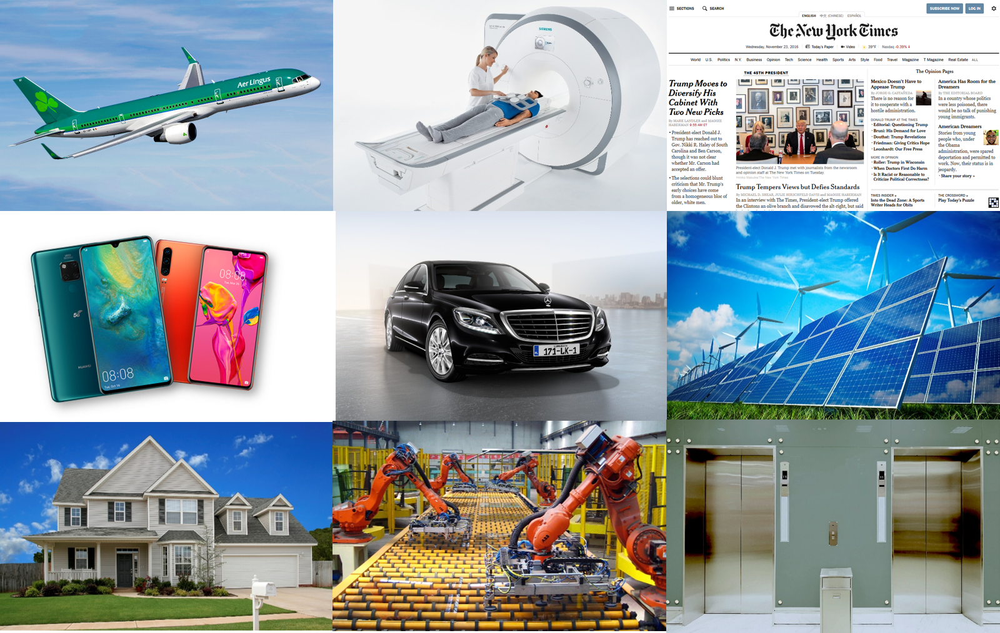 Aer Lingus
SIEMENS
SECTIONS
SEARCH
SUBSCRIBE NOW
LOG IN
ENGLISH 中文 (CHINESE) ESPAÑOL
The New York Times
Wednesday, November 23, 2016
Today's Paper
Video
39°F
Nasdaq -0.39%
World U.S. Politics N.Y. Business Opinion Tech Science Health Sports Arts Style Food Travel Magazine T Magazine Real Estate ALL
Trump Moves to
Diversify His
Cabinet With
Two New Picks
By MARK LANDLER and MAGGIE
HABERMAN 9:55 AM ET
• President-elect Donald J.
Trump has reached out to
Gov. Nikki R. Haley of South
Carolina and Ben Carson,
though it was not clear
whether Mr. Carson had
accepted an offer.
• The selections could blunt
criticism that Mr. Trump's
early choices have come
from a homogeneous bloc of
older, white men.
THE 45TH PRESIDENT
President-elect Donald J. Trump met with journalists from the newsroom
and opinion staff at The New York Times on Tuesday.
Hiroko Masuike/The New York Times
Trump Tempers Views but Defies Standards
By MICHAEL D. SHEAR, JULIE HIRSCHFELD DAVIS and MAGGIE HABERMAN
In an interview with The Times, President-elect Trump offered
the Clintons an olive branch and disavowed the alt-right, but said
The Opinion Pages
Mexico Doesn't Have to
Appease Trump
By JORGE G. CASTAÑEDA
There is no reason for
it to cooperate with a
hostile administration.
DONALD TRUMP AT THE TIMES
• Editorial: Questioning Trump
• Bruni: His Demand for Love
• Douthat: Trump Revelations
• Friedman: Giving Critics Hope
• Leonhardt: Our Free Press
MORE IN OPINION
• Roller: Trump in Wisconsin
• When Doctors First Do Harm
• Is It Racist or Reasonable to
Criticize Political Correctness?
America Has Room for the
Dreamers
By THE EDITORIAL BOARD
In a country whose politics
were less poisoned, there
would be no talk of punishing
young immigrants.
American Dreamers
Stories from young
people who, under
the Obama
administration, were spared
deportation and permitted to
work. Now, their status is in
jeopardy.
• Share your story »
TIMES INSIDER »
Into the Dead Zone: A Sports
Writer Heads for Obits
THE CROSSWORD »
Play Today's Puzzle
5G
HUAWEI
08:08
Tue, Oct 16
08:08
Tue, Mar 26
171-LK-1
ABB
11
11